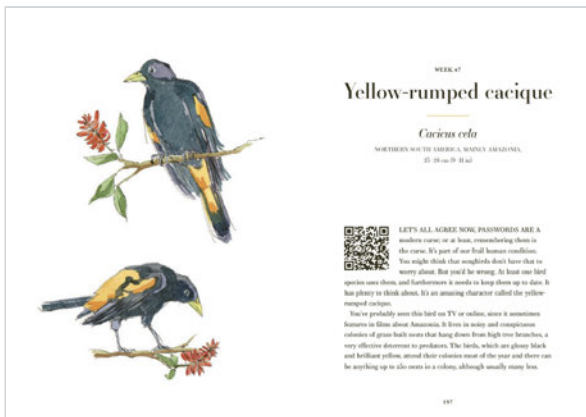 WEEK 47
Yellow-rumped cacique
Cacicus cela
NORTHERN SOUTH AMERICA, MAINLY AMAZONIA,
LET'S ALL AGREE NOW, PASSWORDS ARE A
modern curse; or at least, remembering them is
the curse. It's part of our frail human condition.
You might think that songbirds don't have that to
worry about. But you'd be wrong. At least one bird
species uses them, and furthermore it needs to keep them up to date. It
has plenty to think about. It's an amazing character called the yellow-
rumped cacique.
You've probably seen this bird on TV or online, since it sometimes
features in films about Amazonia. It lives in noisy and conspicuous
colonies of grass-built nests that hang down from high tree branches, a
very effective deterrent to predators. The birds, which are glossy black
and brilliant yellow, attend their colonies most of the year and there can
be anything up to 250 nests in a colony, although usually many less.
197